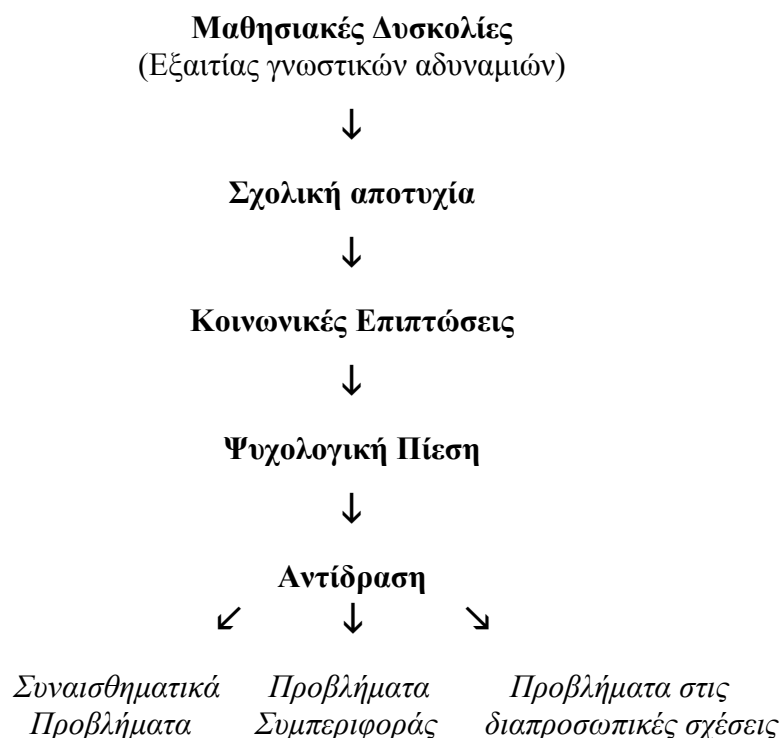 Μαθησιακές Δυσκολίες
(Εξαιτίας γνωστικών αδυναμιών)
↓
Σχολική αποτυχία
↓
Κοινωνικές Επιπτώσεις
↓
Ψυχολογική Πίεση
↓
Αντίδραση
↙ ↓ ↘
Συναισθηματικά Προβλήματα Προβλήματα στις
Προβλήματα Συμπεριφοράς διαπροσωπικές σχέσεις